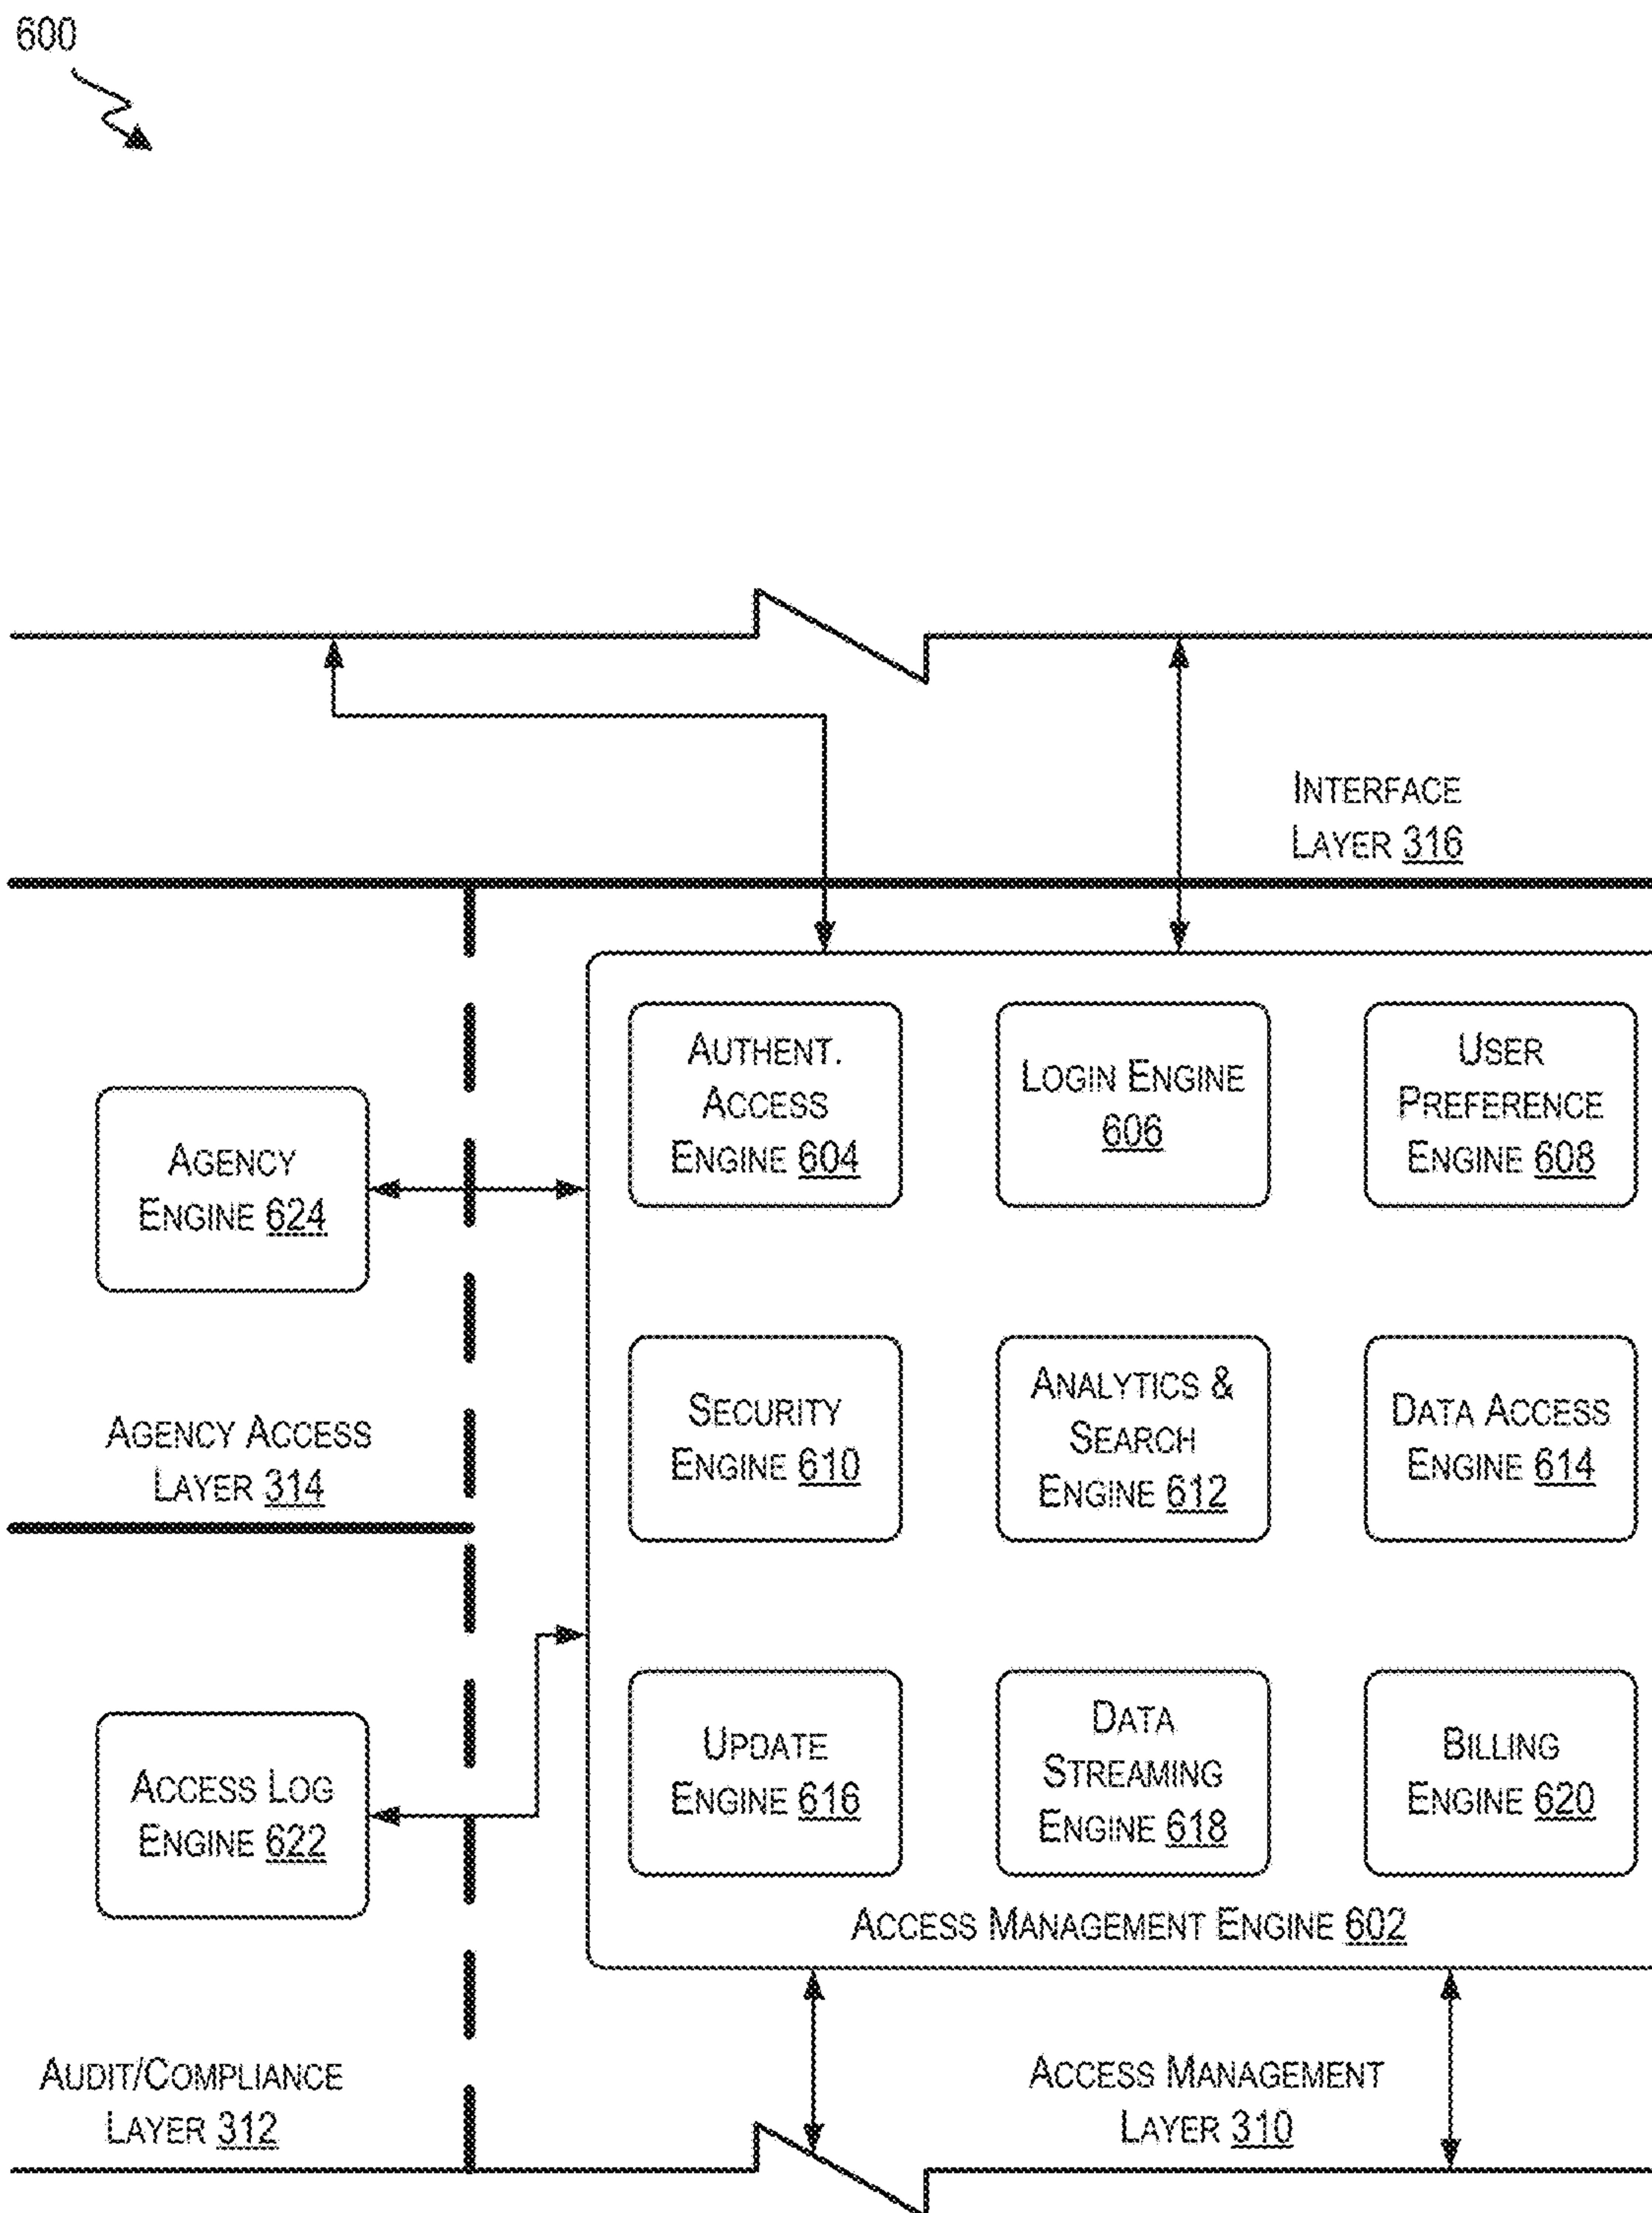 600
INTERFACE
LAYER 316
AUTHENT.
ACCESS
ENGINE 604
LOGIN ENGINE
606
USER
PREFERENCE
ENGINE 608
AGENCY
ENGINE 624
SECURITY
ENGINE 610
ANALYTICS &
SEARCH
ENGINE 612
DATA ACCESS
ENGINE 614
AGENCY ACCESS
LAYER 314
UPDATE
ENGINE 616
DATA
STREAMING
ENGINE 618
BILLING
ENGINE 620
ACCESS LOG
ENGINE 622
ACCESS MANAGEMENT ENGINE 602
AUDIT/COMPLIANCE
LAYER 312
ACCESS MANAGEMENT
LAYER 310